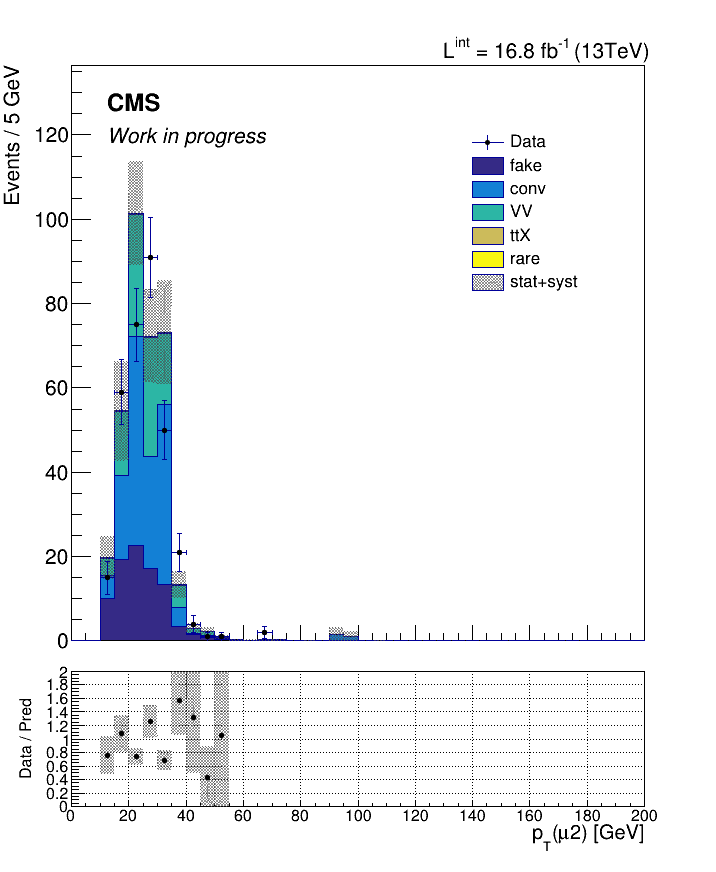 L^int = 16.8 fb^-1 (13TeV)
Events / 5 GeV
CMS
Work in progress
Data
fake
conv
VV
ttX
rare
stat+syst
120
100
80
60
40
20
0
Data / Pred
2
1.8
1.6
1.4
1.2
1
0.8
0.6
0.4
0.2
0
0 20 40 60 80 100 120 140 160 180 200
p_T(μ2) [GeV]